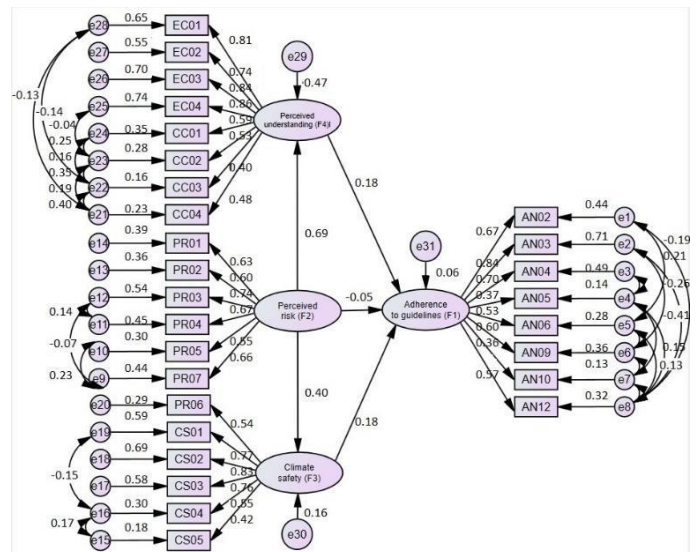 e28 0.65 EC01
e27 0.55 EC02
e26 0.70 EC03
e25 0.74 EC04
e24 0.35 CC01
e23 0.28 CC02
e22 0.16 CC03
e21 0.23 CC04
-0.13
-0.14
-0.04
0.25
0.16
0.35
0.19
0.40
0.81
0.74
0.84
0.86
0.59
0.53
0.40
0.48
e29
-0.47
Perceived
understanding (F4)l
0.18
0.69
e14 0.39 PR01
e13 0.36 PR02
e12 0.54 PR03
e11 0.45 PR04
e10 0.30 PR05
e9 0.44 PR07
0.14
-0.07
0.23
0.63
0.60
0.74
0.67
0.55
0.66
Perceived
risk (F2)
-0.05
0.40
e31
0.06
Adherence
to guidelines (F1)
0.18
e20 0.29 PR06
e19 0.59 CS01
e18 0.69 CS02
e17 0.58 CS03
e16 0.30 CS04
e15 0.18 CS05
-0.15
0.17
0.54
0.77
0.83
0.76
0.55
0.42
Climate
safety (F3)
0.16
e30
0.67
0.84
0.70
0.37
0.53
0.60
0.36
0.57
AN02 0.44 e1
AN03 0.71 e2
AN04 0.49 e3
AN05 0.14 e4
AN06 0.28 e5
AN09 0.36 e6
AN10 0.13 e7
AN12 0.32 e8
-0.19
0.21
-0.26
-0.41
0.15
0.13